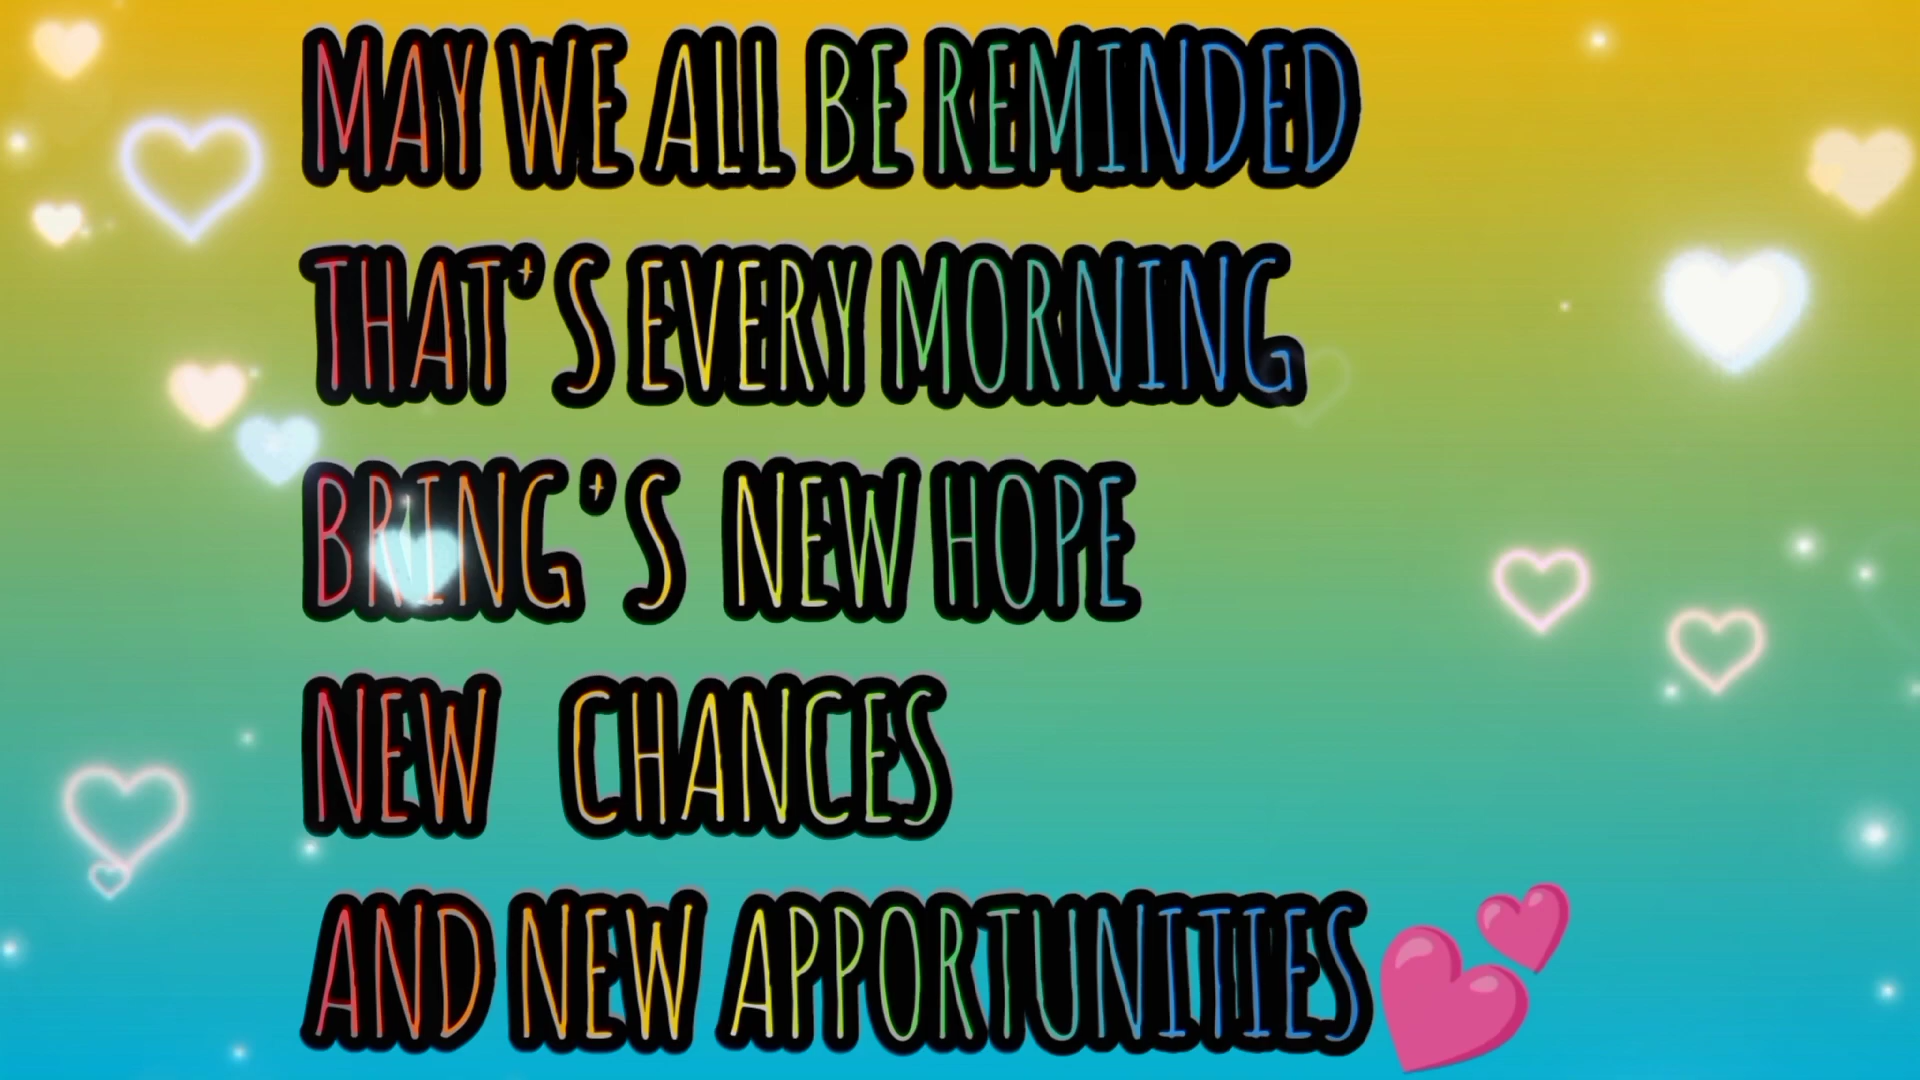 MAY WE ALL BE REMINDED
THAT'S EVERY MORNING
BRING'S NEW HOPE
NEW CHANCES
AND NEW APPORTUNITIES